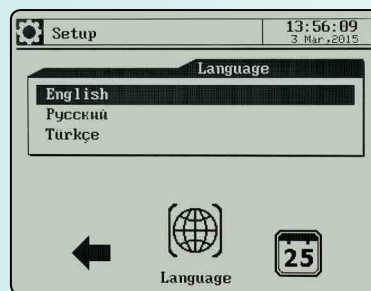 Setup
13:56:09
3 Mar,2015
Language
English
Русский
Türkçe
25
Language